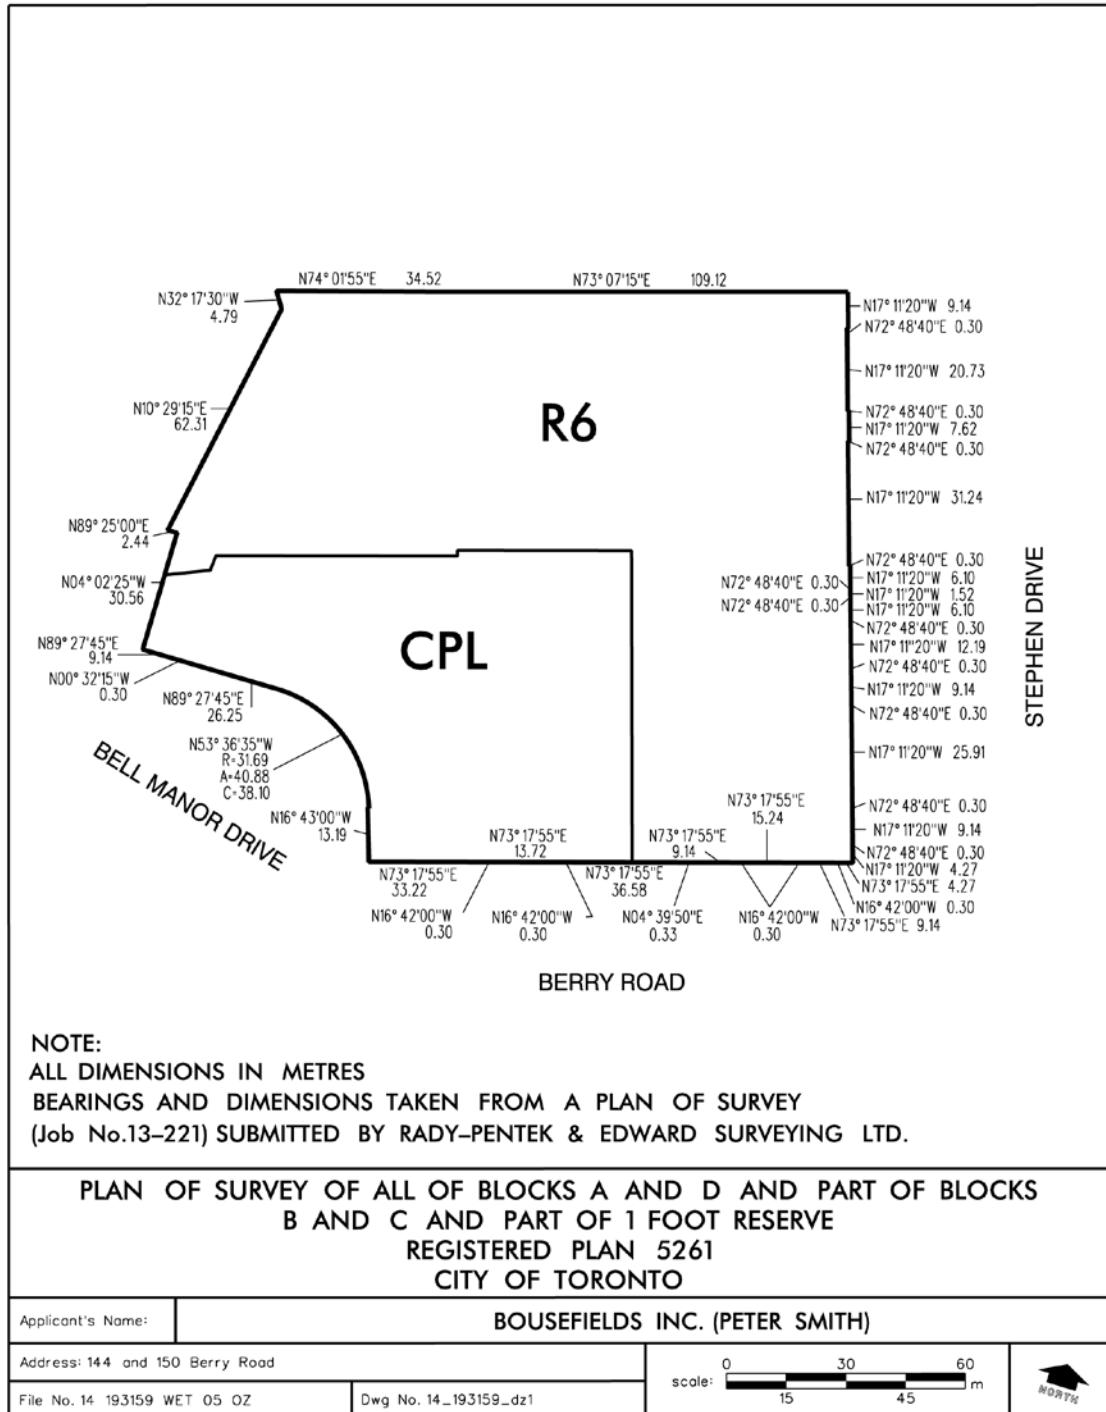 N74° 01'55"E 34.52 N73° 07'15"E 109.12
N32° 17'30"W
4.79
N17° 11'20"W 9.14
N72° 48'40"E 0.30
N17° 11'20"W 20.73
N10° 29'15"E
62.31
R6
N72° 48'40"E 0.30
N17° 11'20"W 7.62
N72° 48'40"E 0.30
N17° 11'20"W 31.24
N89° 25'00"E
2.44
N04° 02'25"W
30.56
N72° 48'40"E 0.30
N72° 48'40"E 0.30
N72° 48'40"E 0.30
N17° 11'20"W 6.10
N17° 11'20"W 1.52
N17° 11'20"W 6.10
N72° 48'40"E 0.30
N17° 11'20"W 12.19
N72° 48'40"E 0.30
N17° 11'20"W 9.14
N72° 48'40"E 0.30
STEPHEN DRIVE
CPL
N89° 27'45"E
9.14
N00° 32'15"W
0.30
N89° 27'45"E
26.25
N53° 36'35"W
R=31.69
A=40.88
C=38.10
BELL MANOR DRIVE
N17° 11'20"W 25.91
N16° 43'00"W
13.19
N73° 17'55"E
13.72
N73° 17'55"E
9.14
N73° 17'55"E
15.24
N72° 48'40"E 0.30
N17° 11'20"W 9.14
N72° 48'40"E 0.30
N17° 11'20"W 4.27
N73° 17'55"E 4.27
N16° 42'00"W 0.30
N73° 17'55"E 9.14
N73° 17'55"E
33.22
N73° 17'55"E
36.58
N16° 42'00"W
0.30
N16° 42'00"W
0.30
N04° 39'50"E
0.33
N16° 42'00"W
0.30
BERRY ROAD
NOTE:
ALL DIMENSIONS IN METRES
BEARINGS AND DIMENSIONS TAKEN FROM A PLAN OF SURVEY
(Job No.13-221) SUBMITTED BY RADY-PENTEK & EDWARD SURVEYING LTD.
PLAN OF SURVEY OF ALL OF BLOCKS A AND D AND PART OF BLOCKS
B AND C AND PART OF 1 FOOT RESERVE
REGISTERED PLAN 5261
CITY OF TORONTO
Applicant's Name: BOUSEFIELDS INC. (PETER SMITH)
Address: 144 and 150 Berry Road
File No. 14 193159 WET 05 OZ Dwg No. 14_193159_dz1
scale: 0 30 60 m
15 45
NORTH